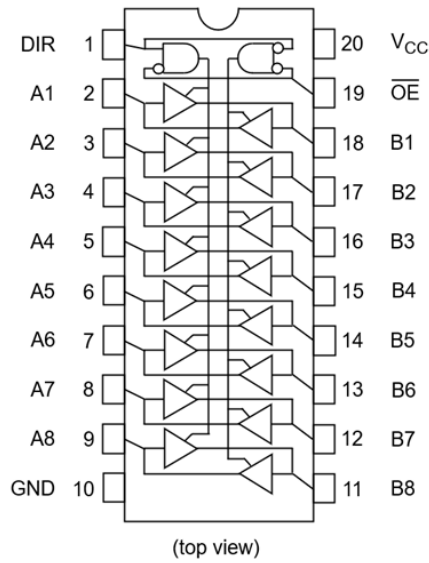 DIR 1 20 VCC
A1 2 19 OE
A2 3 18 B1
A3 4 17 B2
A4 5 16 B3
A5 6 15 B4
A6 7 14 B5
A7 8 13 B6
A8 9 12 B7
GND 10 11 B8
(top view)